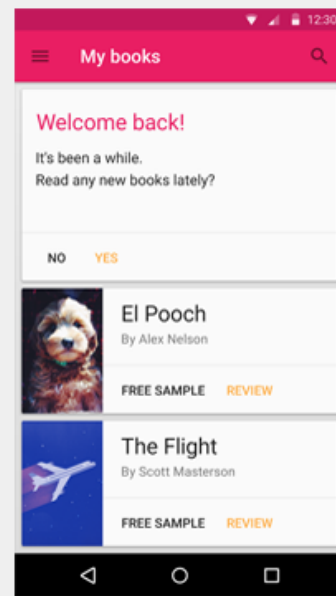 12:30
My books
Welcome back!
It's been a while.
Read any new books lately?
NO YES
El Pooch
By Alex Nelson
FREE SAMPLE REVIEW
The Flight
By Scott Masterson
FREE SAMPLE REVIEW